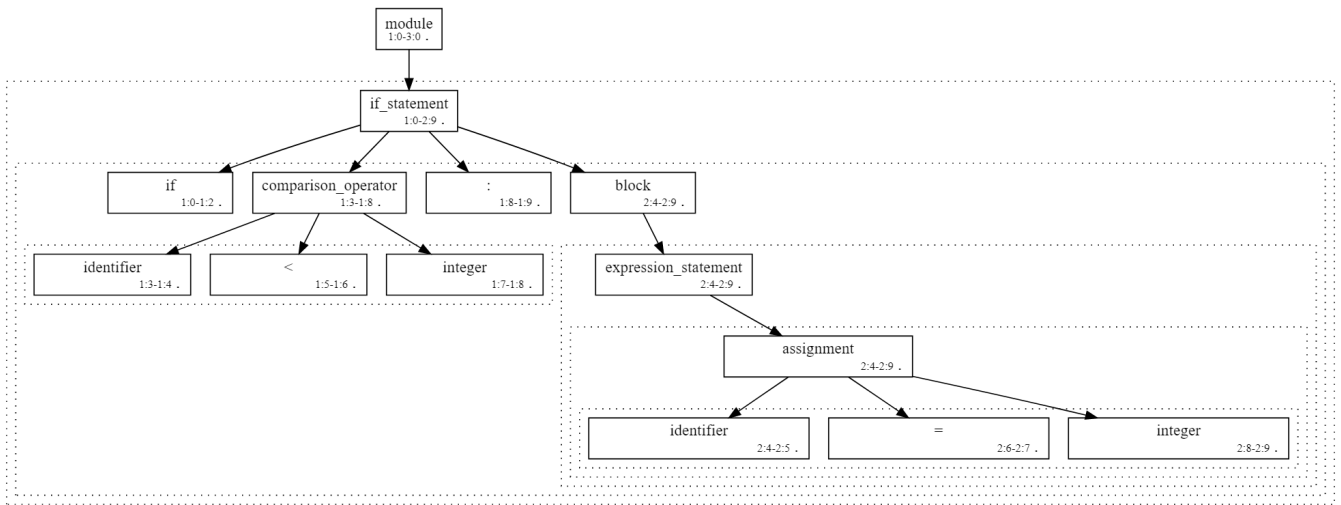 module
1:0-3:0 .
if_statement
1:0-2:9 .
if
1:0-1:2 .
comparison_operator
1:3-1:8 .
:
1:8-1:9 .
block
2:4-2:9 .
identifier
1:3-1:4 .
<
1:5-1:6 .
integer
1:7-1:8 .
expression_statement
2:4-2:9 .
assignment
2:4-2:9 .
identifier
2:4-2:5 .
=
2:6-2:7 .
integer
2:8-2:9 .